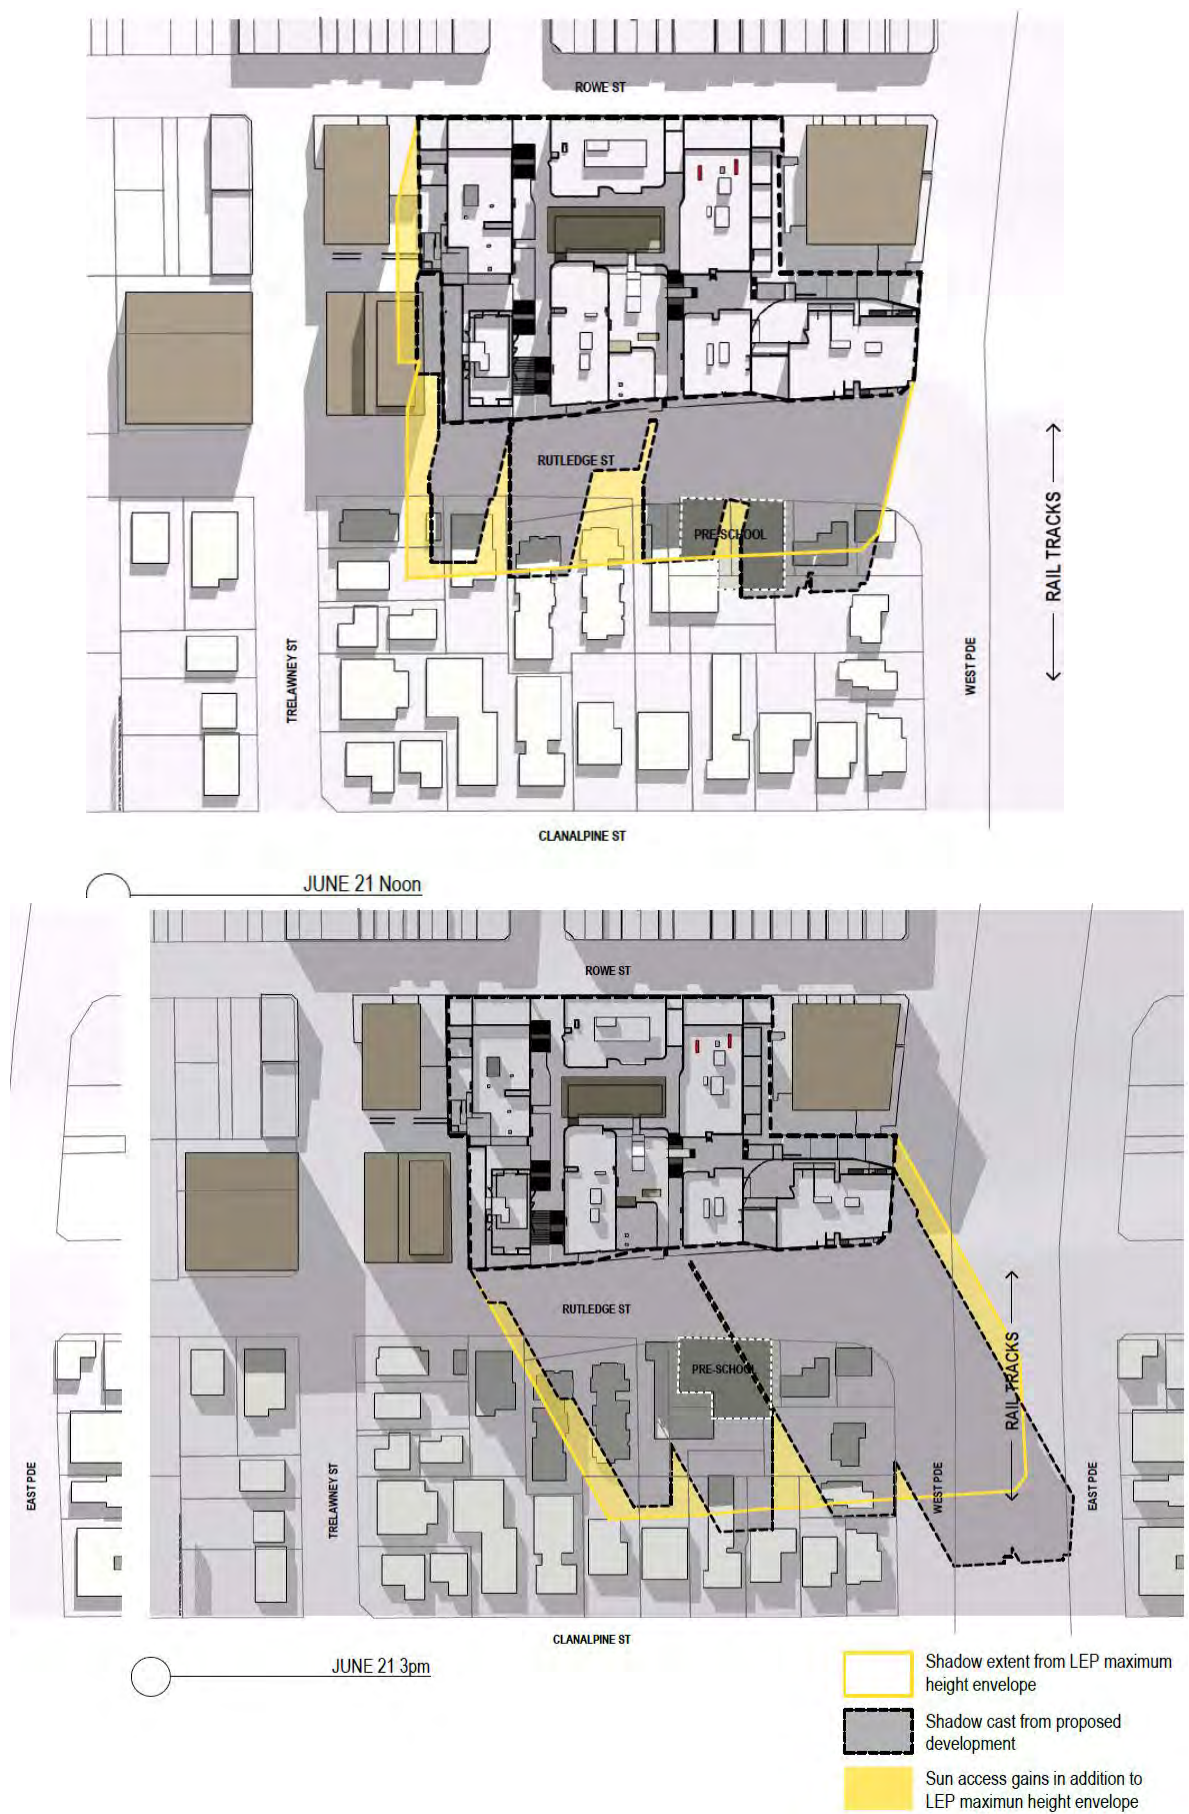 ROWE ST
RUTLEDGE ST
PRE-SCHOOL
RAIL TRACKS
TRELAWNEY ST
WEST PDE
CLANALPINE ST
JUNE 21 Noon
ROWE ST
RUTLEDGE ST
PRE-SCHOOL
RAIL TRACKS
EAST PDE
TRELAWNEY ST
WEST PDE
EAST PDE
CLANALPINE ST
JUNE 21 3pm
Shadow extent from LEP maximum
height envelope
Shadow cast from proposed
development
Sun access gains in addition to
LEP maximun height envelope